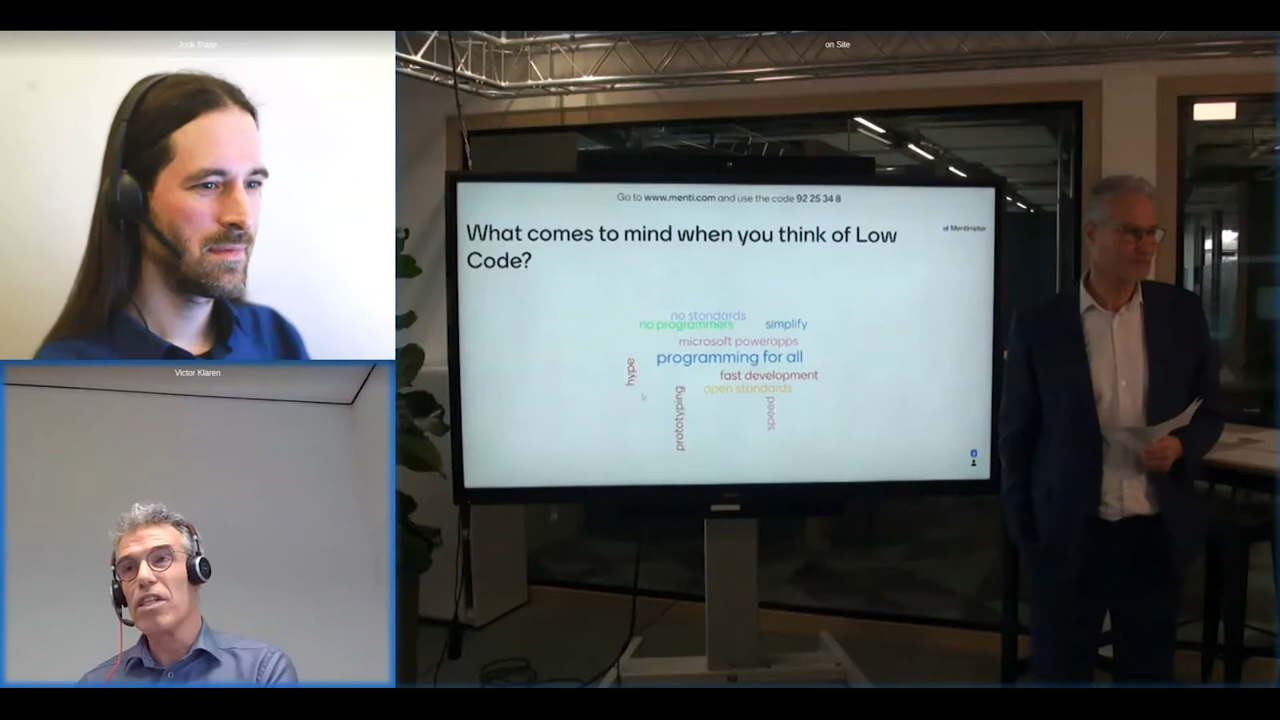 Jorik Blaas
on Site
Go to www.menti.com and use the code 92 25 34 8
What comes to mind when you think of Low
Code?
Mentimeter
no standards
no programmers
simplify
microsoft powerapps
programming for all
hype
fast development
open standards
prototyping
speed
Victor Klaren